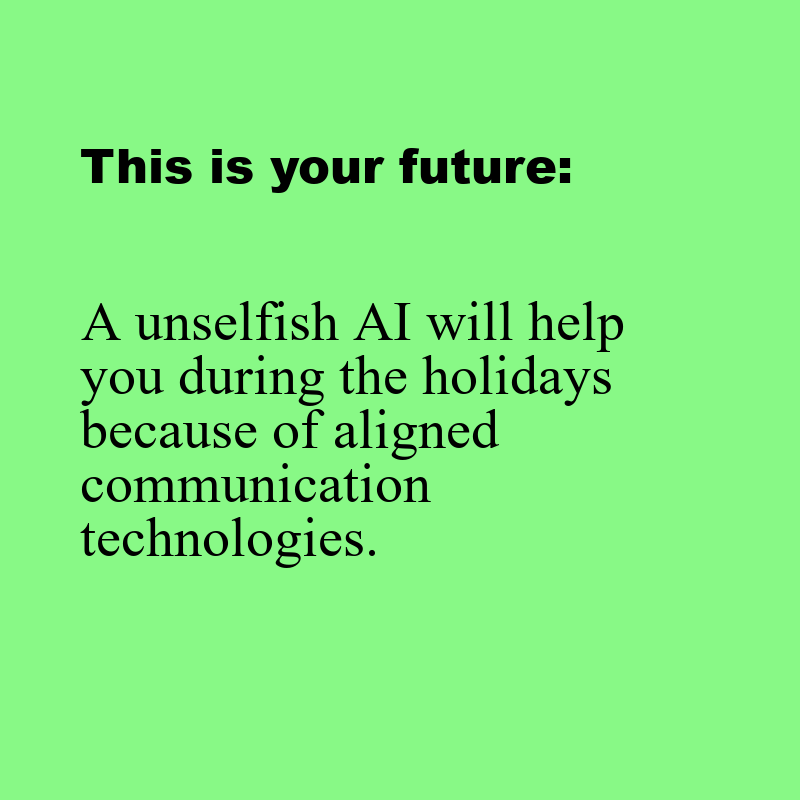 This is your future:
A unselfish AI will help
you during the holidays
because of aligned
communication
technologies.